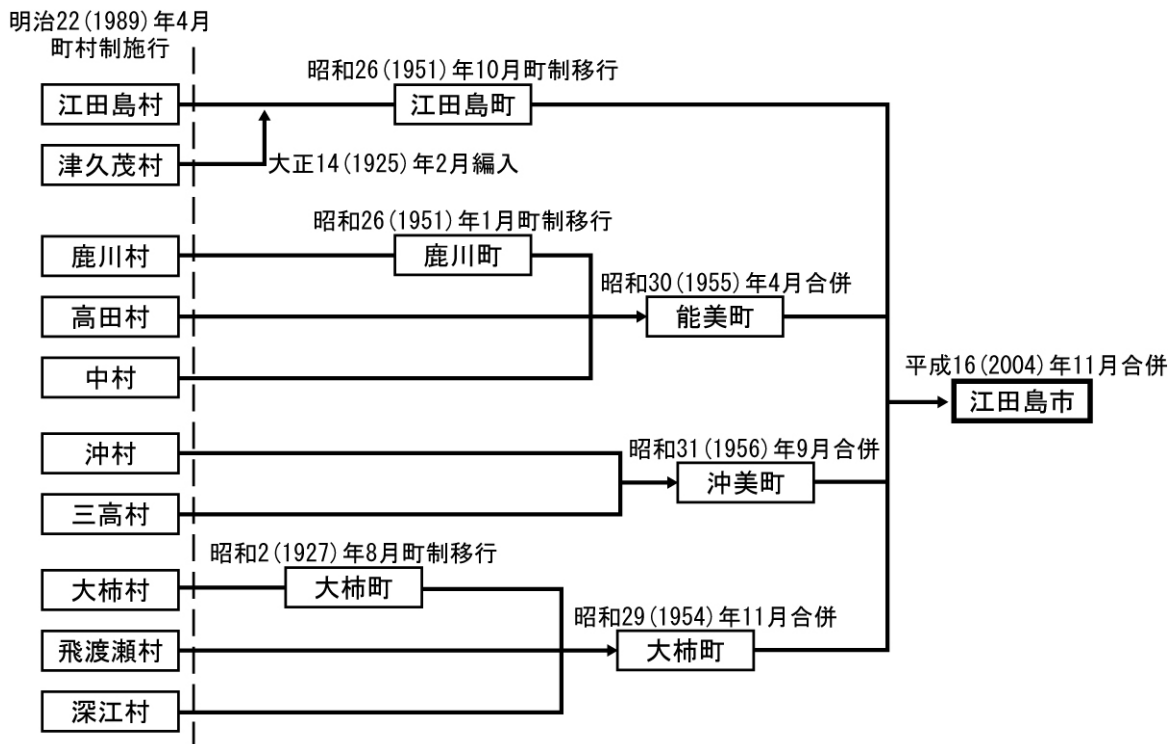 明治22(1989)年4月
町村制施行
昭和26(1951)年10月町制移行
江田島村
江田島町
津久茂村
大正14(1925)年2月編入
昭和26(1951)年1月町制移行
鹿川村
鹿川町
昭和30(1955)年4月合併
高田村
能美町
中村
平成16(2004)年11月合併
江田島市
沖村
昭和31(1956)年9月合併
沖美町
三高村
昭和2(1927)年8月町制移行
大柿村
大柿町
昭和29(1954)年11月合併
飛渡瀬村
大柿町
深江村